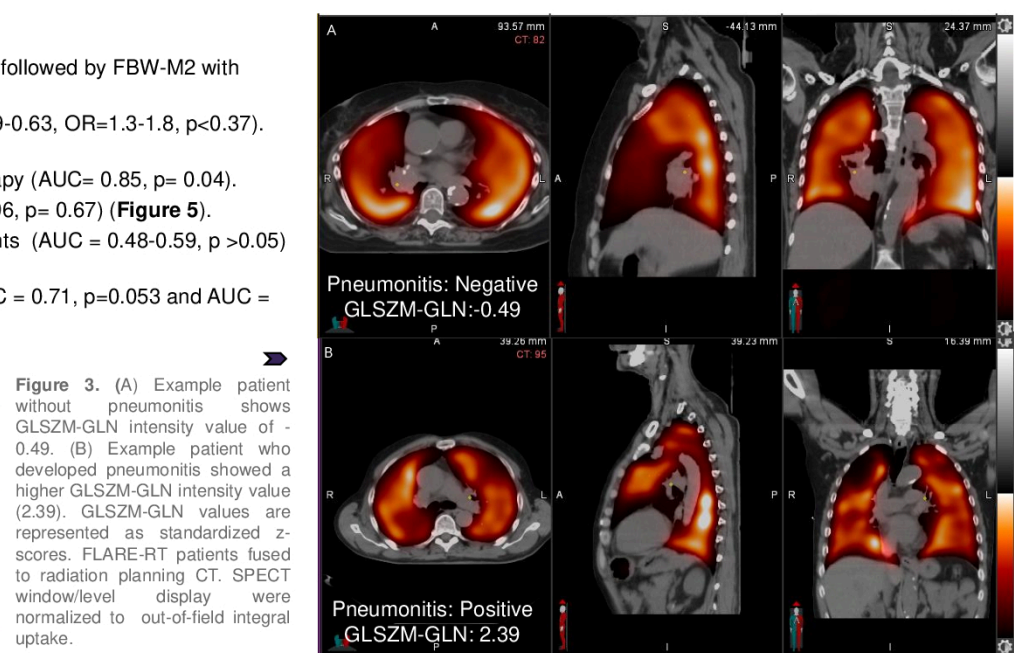 followed by FBW-M2 with
9-0.63, OR=1.3-1.8, p<0.37).
apy (AUC= 0.85, p= 0.04).
96, p= 0.67) (Figure 5).
nts (AUC = 0.48-0.59, p >0.05)
C = 0.71, p=0.053 and AUC =
Figure 3. (A) Example patient
without pneumonitis shows
GLSZM-GLN intensity value of -
0.49. (B) Example patient who
developed pneumonitis showed a
higher GLSZM-GLN intensity value
(2.39). GLSZM-GLN values are
represented as standardized z-
scores. FLARE-RT patients fused
to radiation planning CT. SPECT
window/level display were
normalized to out-of-field integral
uptake.
A
A
93.57 mm
CT: 82
R
L
Pneumonitis: Negative
GLSZM-GLN:-0.49
P
S
-44.13 mm
A
P
I
S
24.37 mm
R
L
I
B
A
39.26 mm
CT: 95
R
L
Pneumonitis: Positive
GLSZM-GLN: 2.39
P
S
39.23 mm
A
P
I
S
16.39 mm
R
L
I